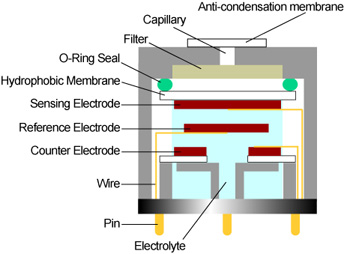 Anti-condensation membrane
Capillary
Filter
O-Ring Seal
Hydrophobic Membrane
Sensing Electrode
Reference Electrode
Counter Electrode
Wire
Pin
Electrolyte